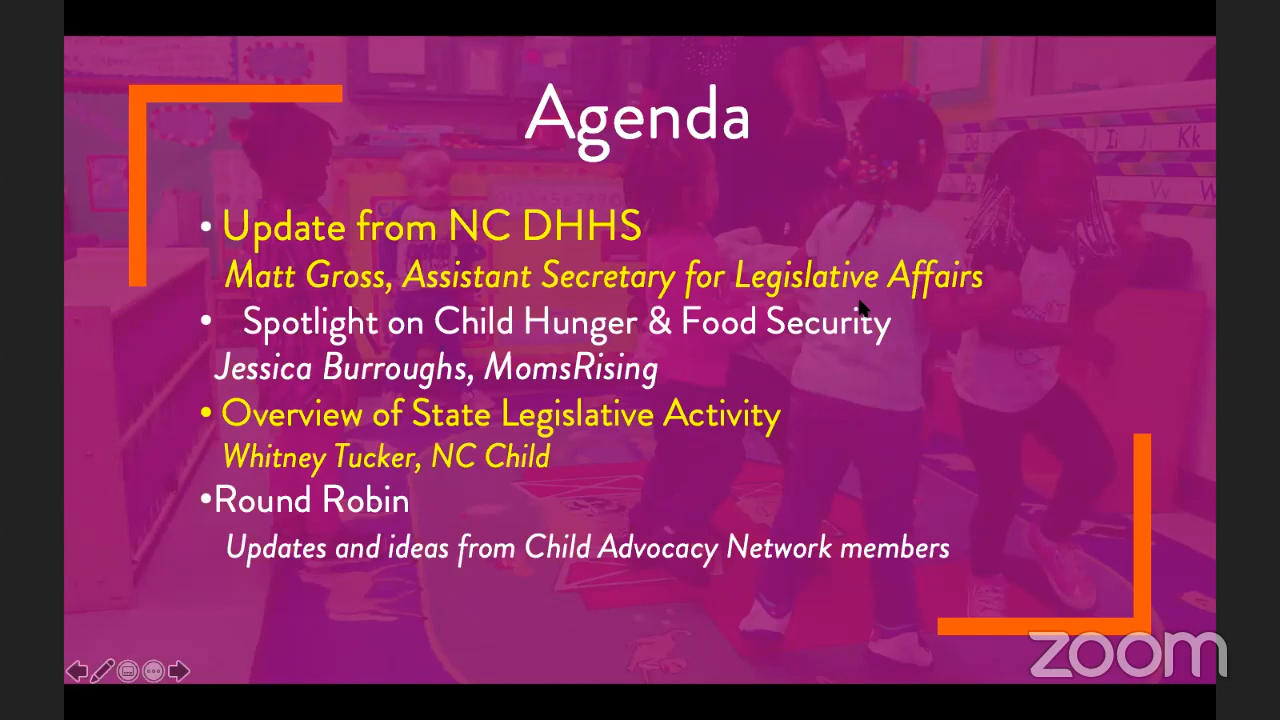 Agenda
• Update from NC DHHS
Matt Gross, Assistant Secretary for Legislative Affairs
• Spotlight on Child Hunger & Food Security
Jessica Burroughs, MomsRising
• Overview of State Legislative Activity
Whitney Tucker, NC Child
•Round Robin
Updates and ideas from Child Advocacy Network members
Kk
zoom